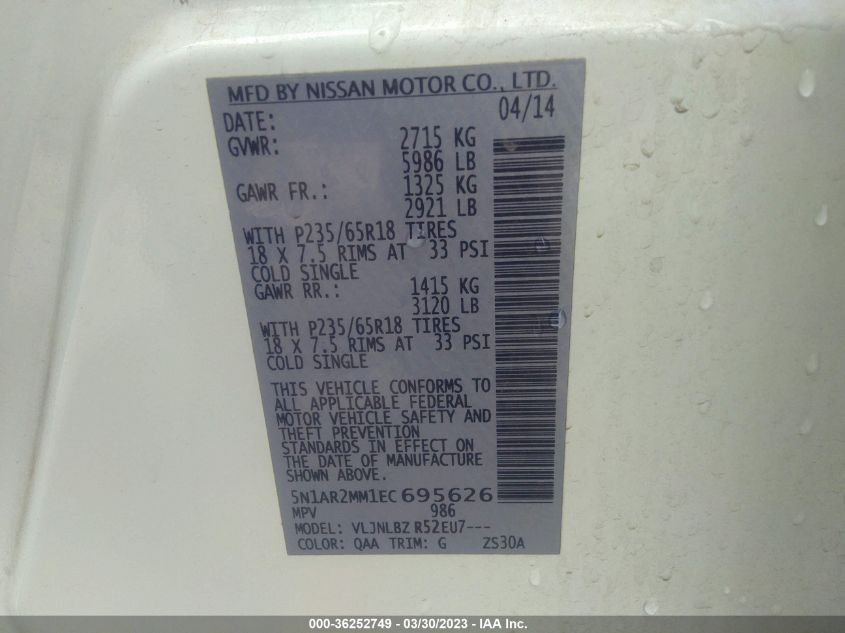 MFD BY NISSAN MOTOR CO., LTD.
DATE: 04/14
GVWR: 2715 KG
5986 LB
GAWR FR.: 1325 KG
2921 LB
WITH P235/65R18 TIRES
18 X 7.5 RIMS AT 33 PSI
COLD SINGLE
GAWR RR.: 1415 KG
3120 LB
WITH P235/65R18 TIRES
18 X 7.5 RIMS AT 33 PSI
COLD SINGLE
THIS VEHICLE CONFORMS TO
ALL APPLICABLE FEDERAL
MOTOR VEHICLE SAFETY AND
THEFT PREVENTION
STANDARDS IN EFFECT ON
THE DATE OF MANUFACTURE
SHOWN ABOVE.
5N1AR2MM1EC695626
MPV 986
MODEL: VLJNLBZ R52EU7---
COLOR: QAA TRIM: G ZS30A
000-36252749 — 03/30/2023 — IAA Inc.